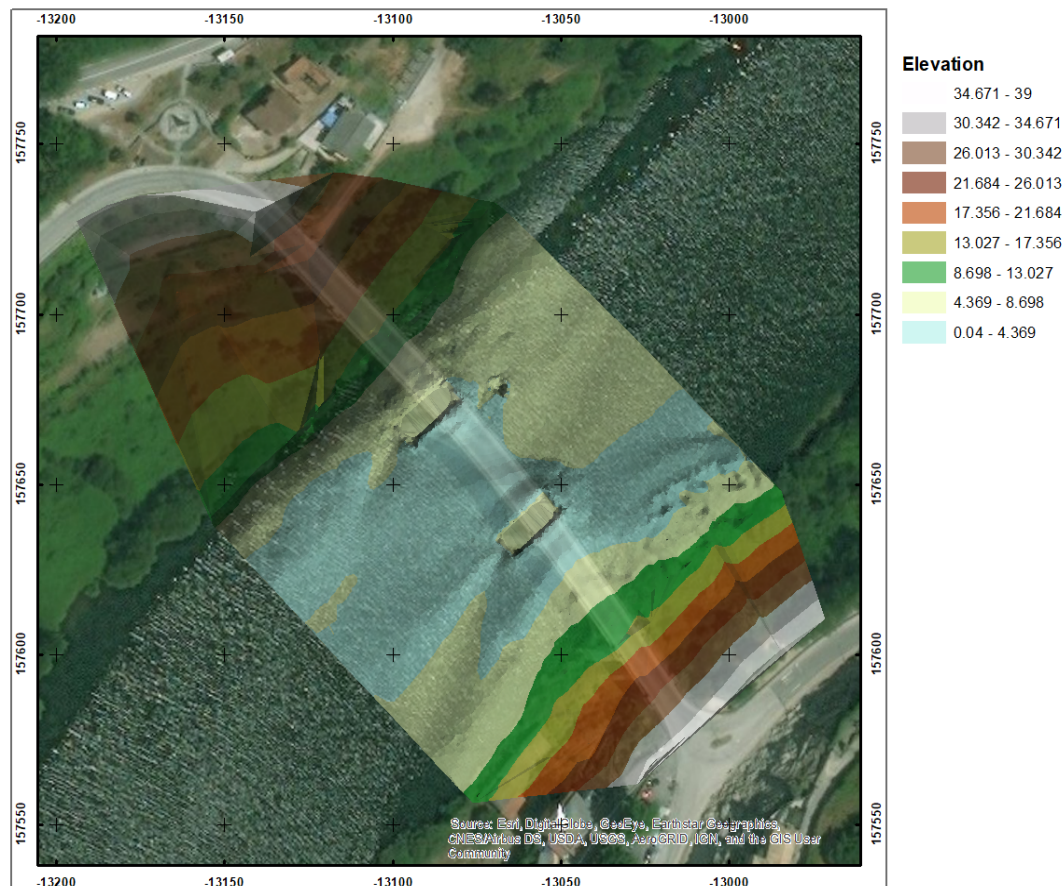 -13200 -13150 -13100 -13050 -13000
157750 157750
157700 157700
157650 157650
157600 157600
157550 157550
-13200 -13150 -13100 -13050 -13000
Elevation
34.671 - 39
30.342 - 34.671
26.013 - 30.342
21.684 - 26.013
17.356 - 21.684
13.027 - 17.356
8.698 - 13.027
4.369 - 8.698
0.04 - 4.369
Source: Esri, DigitalGlobe, GeoEye, Earthstar Geographics,
CNES/Airbus DS, USDA, USGS, AeroGRID, IGN, and the GIS User
Community